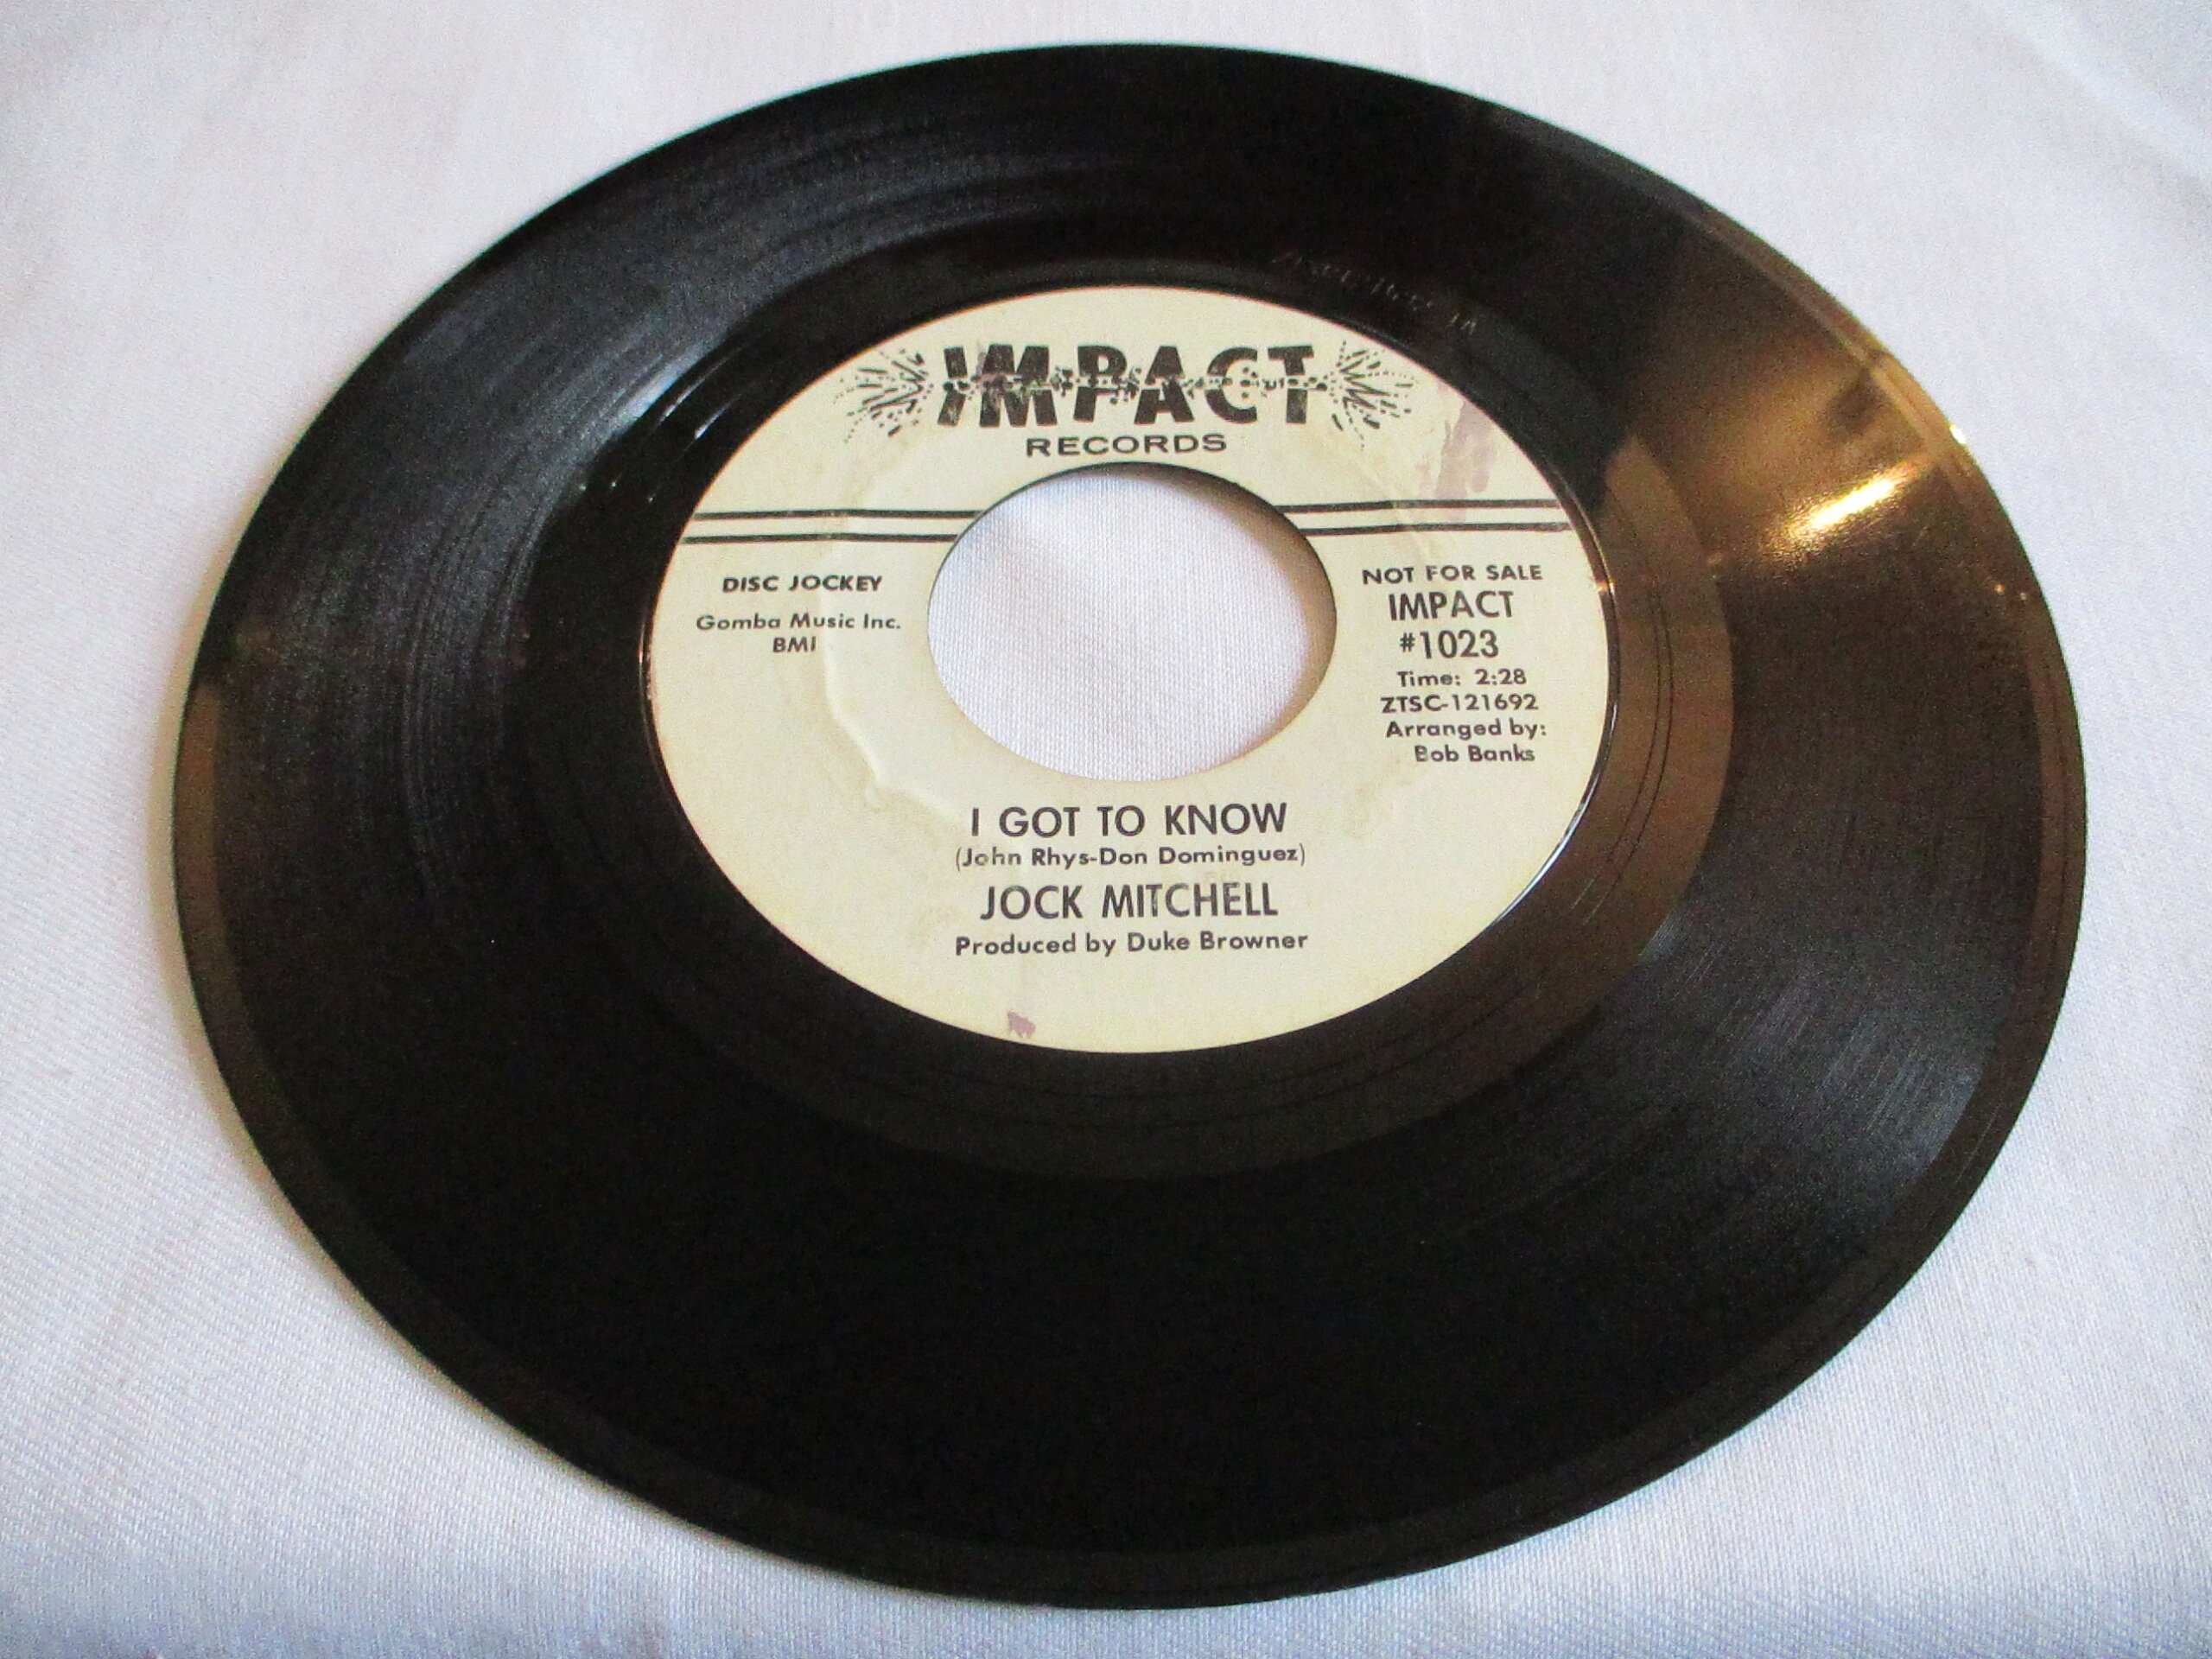 IMPACT
RECORDS
DISC JOCKEY
Gomba Music Inc.
BMI
NOT FOR SALE
IMPACT
#1023
Time: 2:28
ZTSC-121692
Arranged by:
Bob Banks
I GOT TO KNOW
(John Rhys-Don Dominguez)
JOCK MITCHELL
Produced by Duke Browner